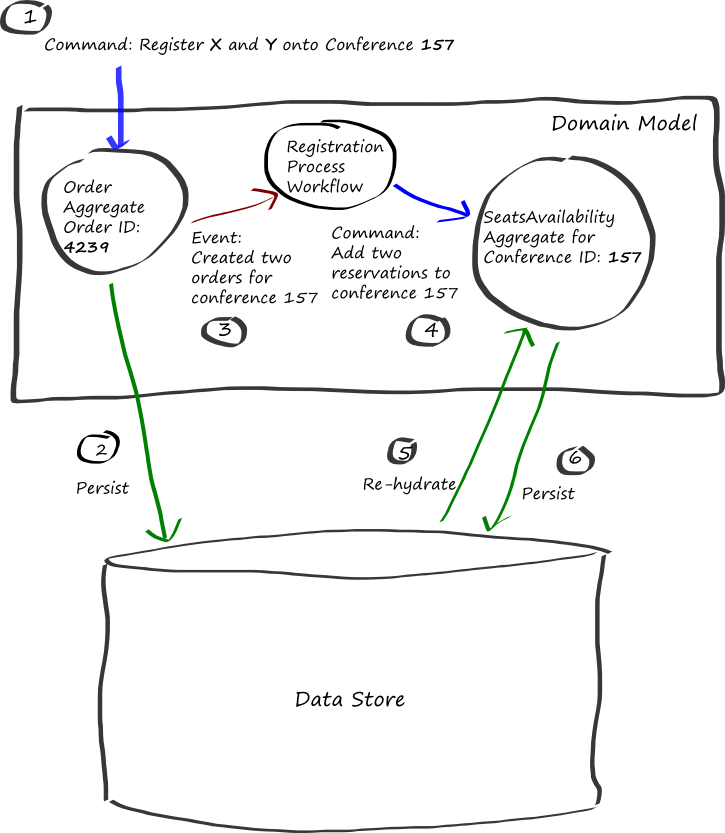 1
Command: Register X and Y onto Conference 157
Domain Model
Order
Aggregate
Order ID:
4239
Registration
Process
Workflow
SeatsAvailability
Aggregate for
Conference ID: 157
Event:
Created two
orders for
conference 157
3
Command:
Add two
reservations to
conference 157
4
2
Persist
5
Re-hydrate
6
Persist
Data Store